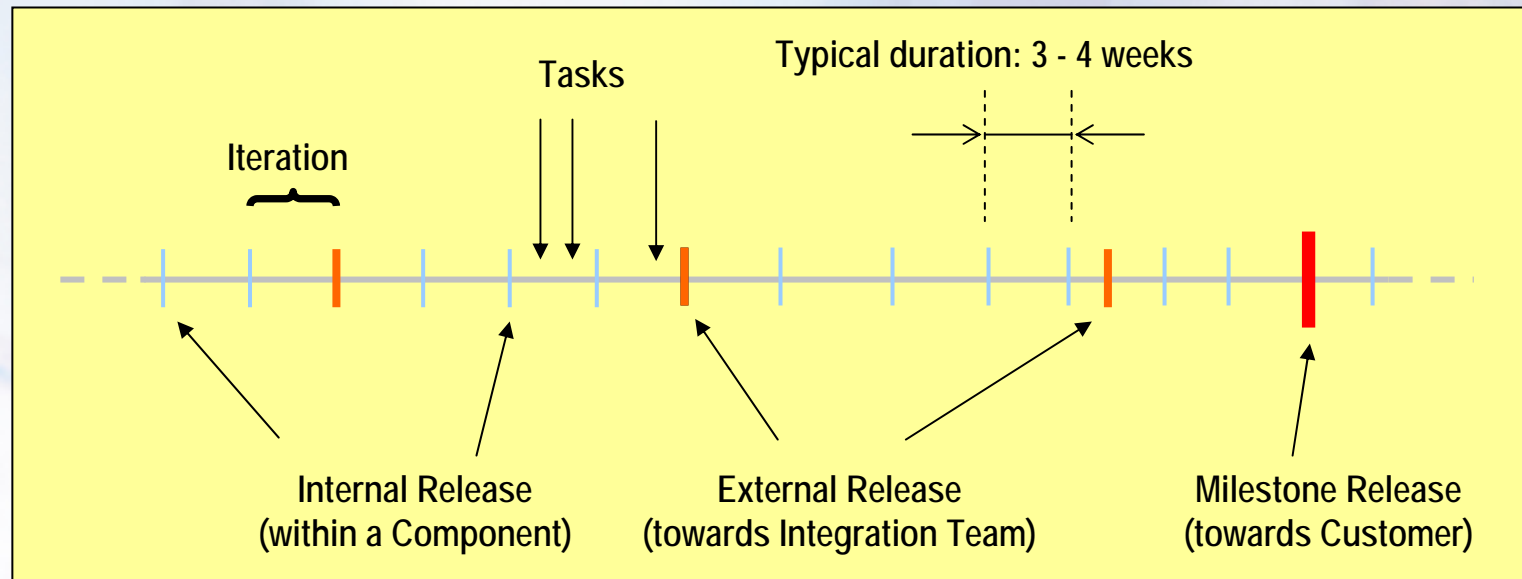 Typical duration: 3 - 4 weeks
Tasks
Iteration
Internal Release
(within a Component)
External Release
(towards Integration Team)
Milestone Release
(towards Customer)